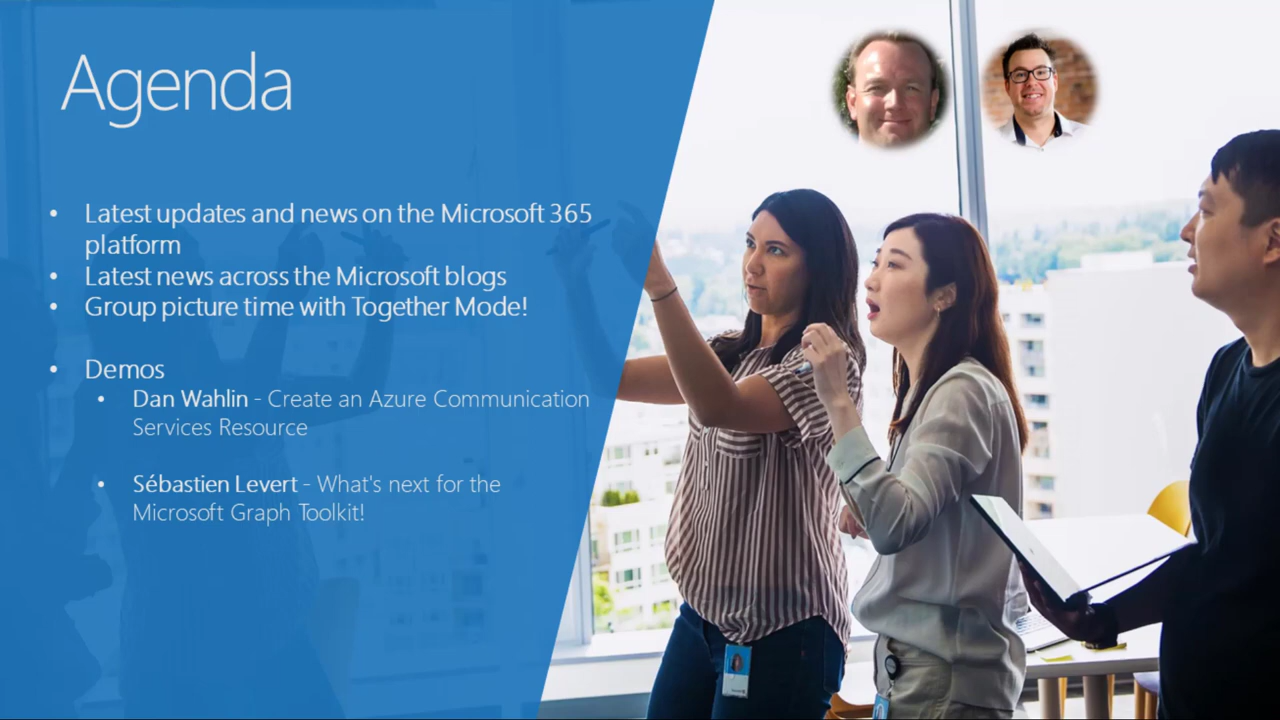 Agenda
• Latest updates and news on the Microsoft 365
platform
• Latest news across the Microsoft blogs
• Group picture time with Together Mode!
• Demos
• Dan Wahlin - Create an Azure Communication
Services Resource
• Sébastien Levert - What's next for the
Microsoft Graph Toolkit!